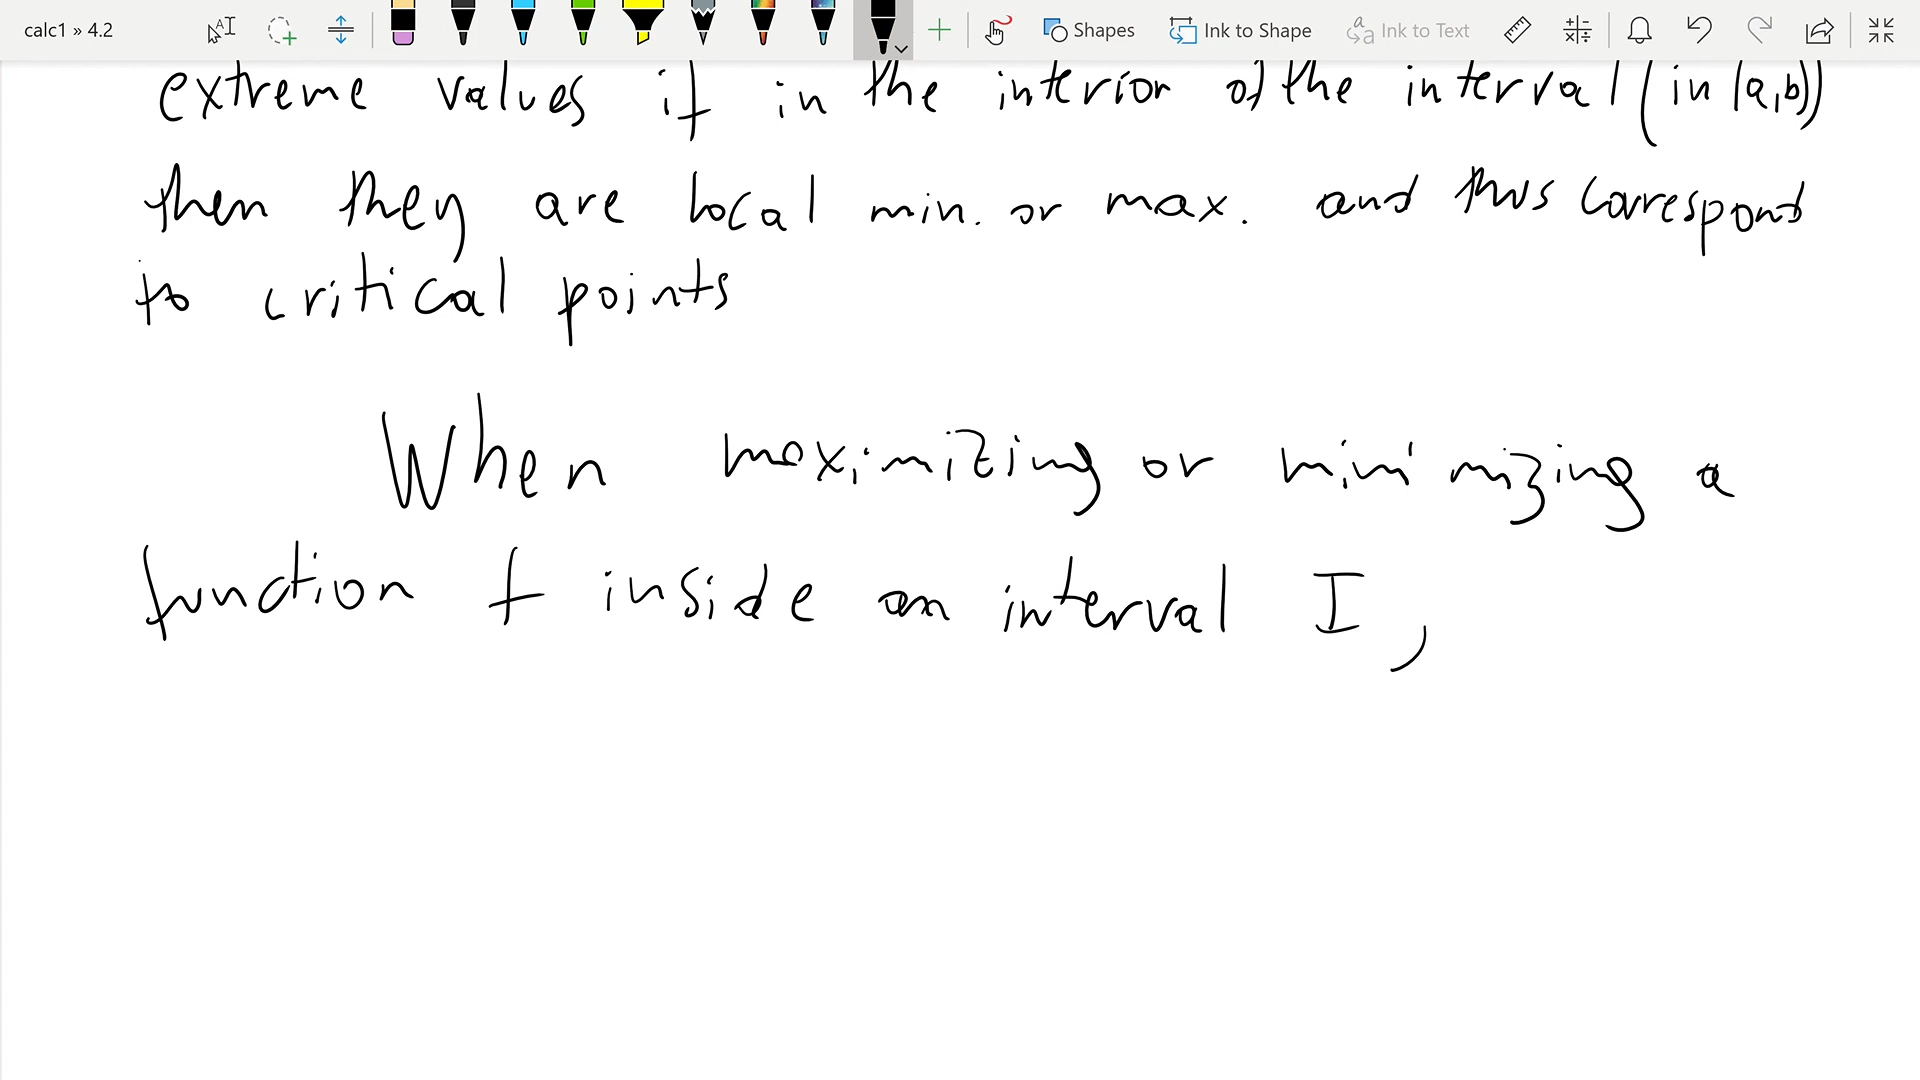 calc1 » 4.2
Shapes
Ink to Shape
Ink to Text
extreme values if in the interior of the interval (in (a,b))
then they are local min. or max. and thus correspond
to critical points
When maximizing or minimizing a
function f inside an interval I,